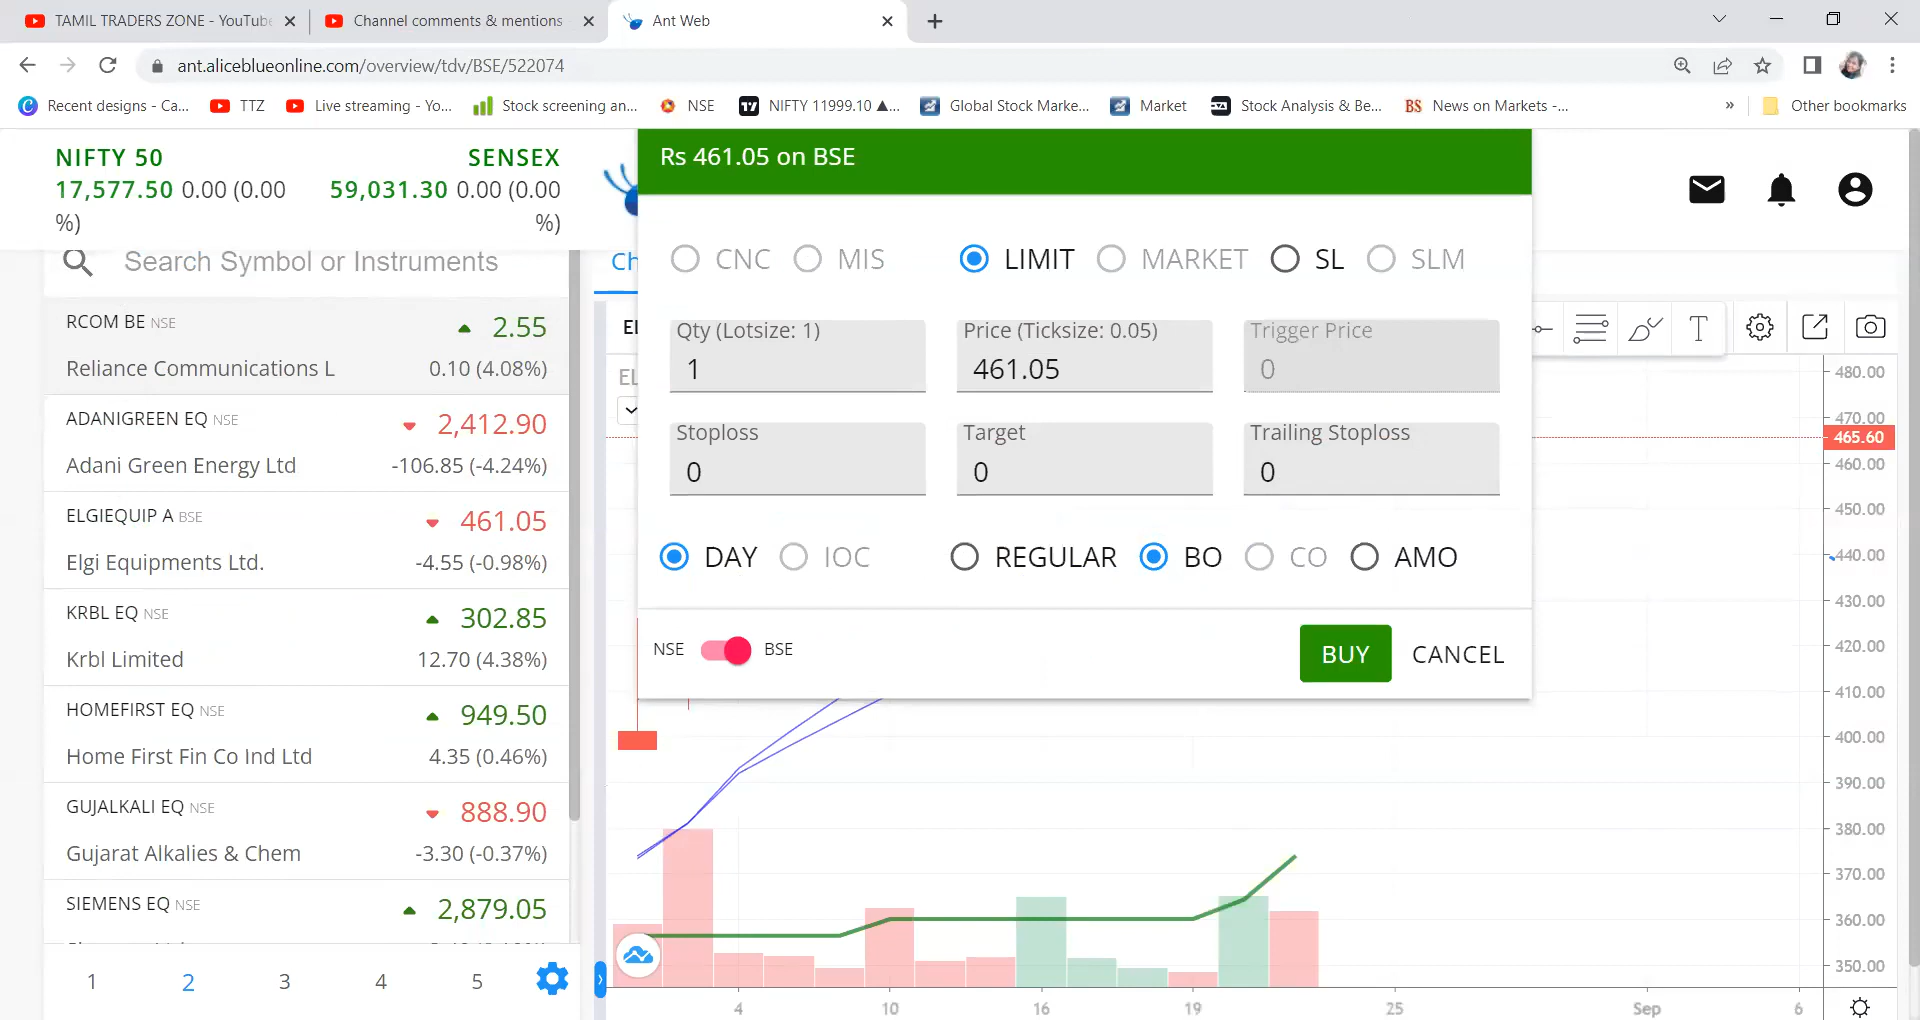 TAMIL TRADERS ZONE - YouTube
Channel comments & mentions
Ant Web
ant.aliceblueonline.com/overview/tdv/BSE/522074
Recent designs - Ca...
TTZ
Live streaming - Yo...
Stock screening an...
NSE
NIFTY 11999.10 ▲...
Global Stock Marke...
Market
Stock Analysis & Be...
BS News on Markets -...
»
Other bookmarks
NIFTY 50
17,577.50 0.00 (0.00
%)
SENSEX
59,031.30 0.00 (0.00
%)
Search Symbol or Instruments
RCOM BE NSE
2.55
Reliance Communications L
0.10 (4.08%)
ADANIGREEN EQ NSE
2,412.90
Adani Green Energy Ltd
-106.85 (-4.24%)
ELGIEQUIP A BSE
461.05
Elgi Equipments Ltd.
-4.55 (-0.98%)
KRBL EQ NSE
302.85
Krbl Limited
12.70 (4.38%)
HOMEFIRST EQ NSE
949.50
Home First Fin Co Ind Ltd
4.35 (0.46%)
GUJALKALI EQ NSE
888.90
Gujarat Alkalies & Chem
-3.30 (-0.37%)
SIEMENS EQ NSE
2,879.05
1 2 3 4 5
Rs 461.05 on BSE
CNC MIS LIMIT MARKET SL SLM
Qty (Lotsize: 1)
1
Price (Ticksize: 0.05)
461.05
Trigger Price
0
Stoploss
0
Target
0
Trailing Stoploss
0
DAY IOC REGULAR BO CO AMO
NSE BSE
BUY CANCEL
T
480.00
470.00
465.60
460.00
450.00
440.00
430.00
420.00
410.00
400.00
390.00
380.00
370.00
360.00
350.00
4 10 16 19 25 Sep 6